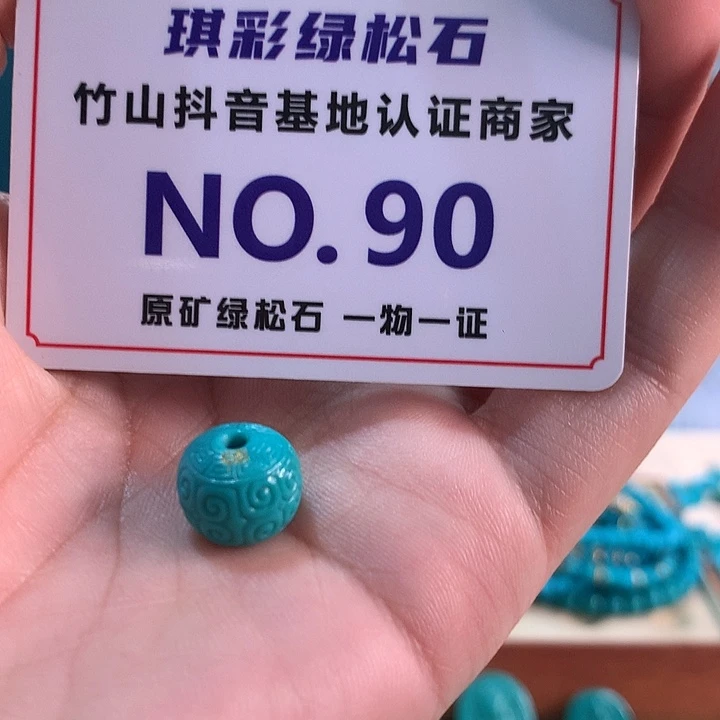 琪彩绿松石
竹山抖音基地认证商家
NO. 90
原矿绿松石 一物一证